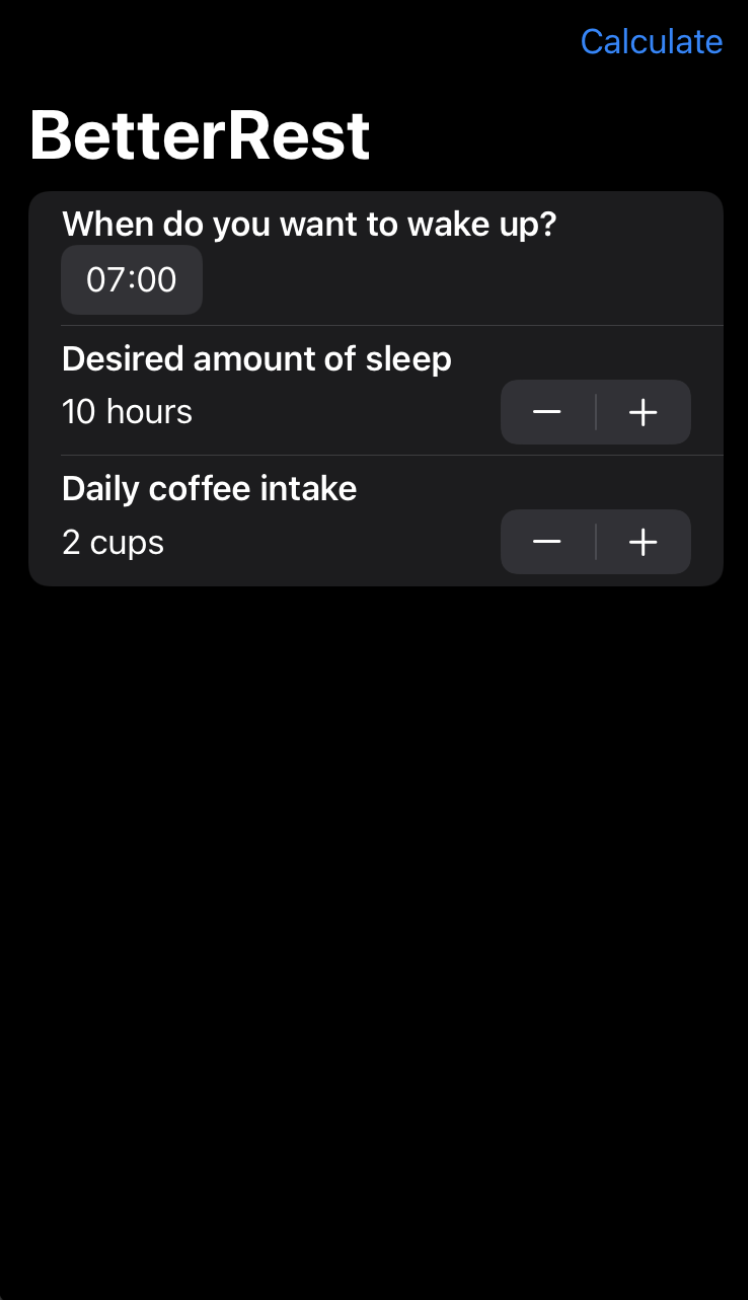 Calculate
BetterRest
When do you want to wake up?
07:00
Desired amount of sleep
10 hours
Daily coffee intake
2 cups